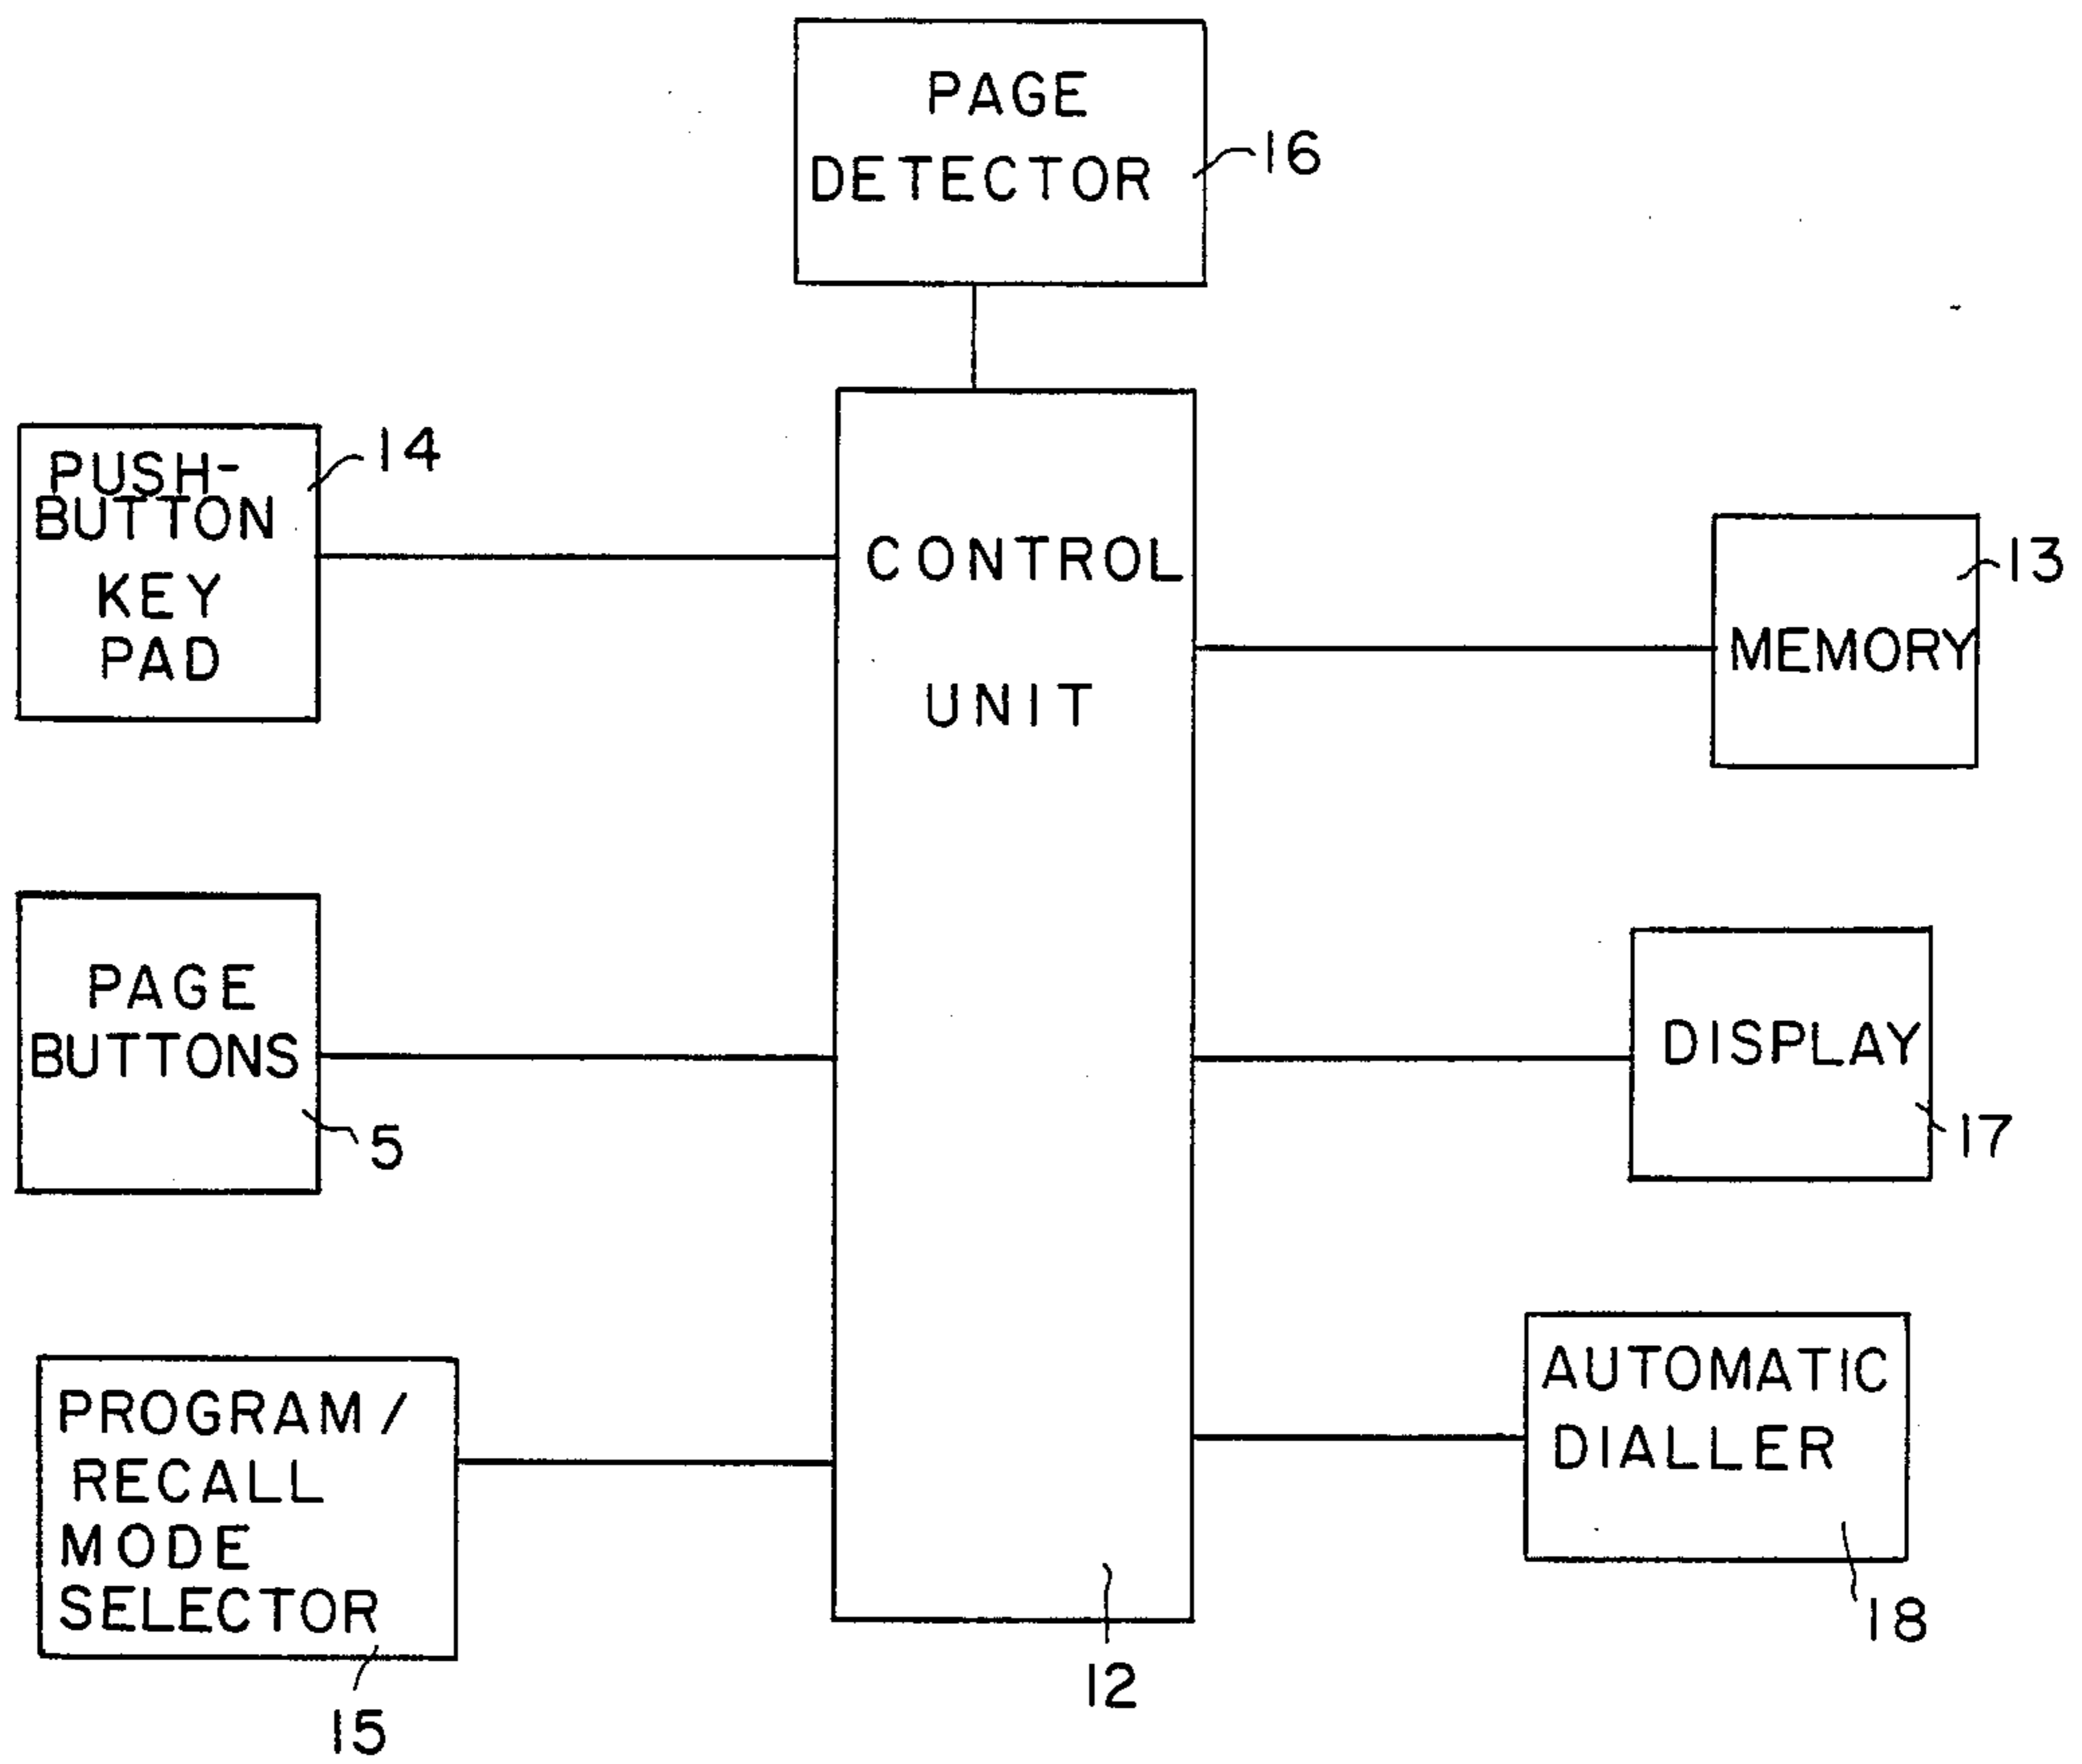 PAGE
DETECTOR
16
PUSH-
BUTTON
KEY
PAD
14
CONTROL
UNIT
12
MEMORY
13
PAGE
BUTTONS
5
DISPLAY
17
PROGRAM/
RECALL
MODE
SELECTOR
15
AUTOMATIC
DIALLER
18